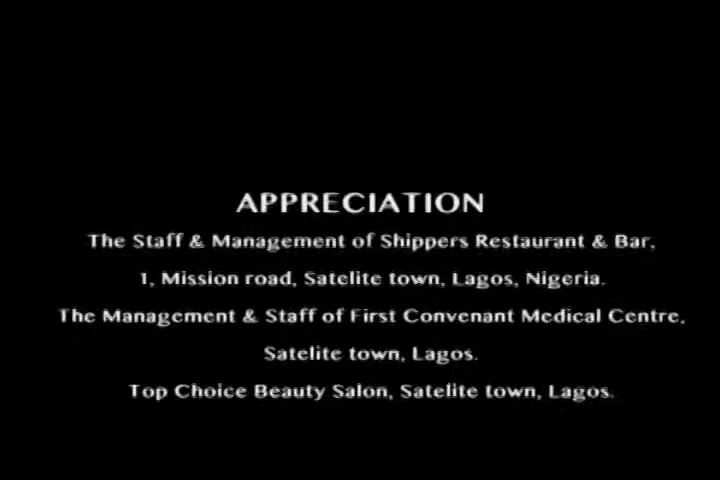 APPRECIATION
The Staff & Management of Shippers Restaurant & Bar,
1, Mission road, Satelite town, Lagos, Nigeria.
The Management & Staff of First Convenant Medical Centre,
Satelite town, Lagos.
Top Choice Beauty Salon, Satelite town, Lagos.